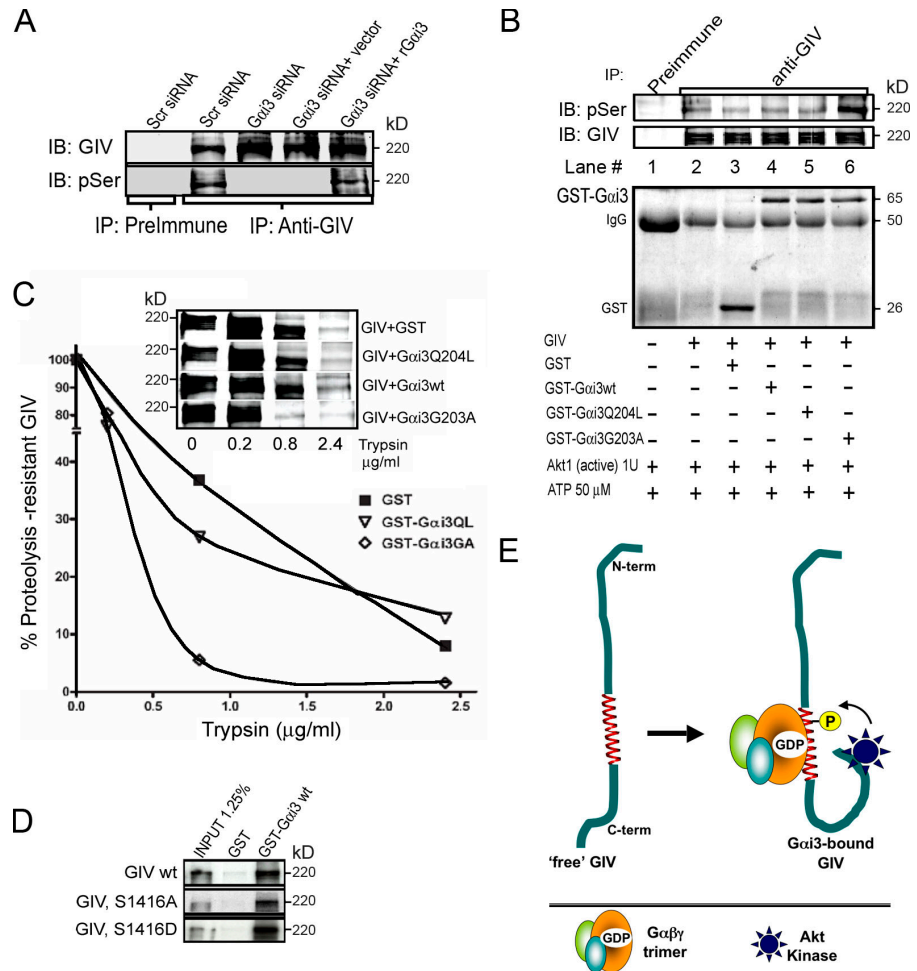 A
Scr siRNA
Scr siRNA
Gαi3 siRNA
Gαi3 siRNA+ vector
Gαi3 siRNA+ rGαi3
kD
IB: GIV
220
IB: pSer
220
IP: PreImmune
IP: Anti-GIV
B
IP:
Preimmune
anti-GIV
kD
IB: pSer
220
IB: GIV
220
Lane # 1 2 3 4 5 6
GST-Gαi3
65
IgG
50
GST
26
GIV - + + + + +
GST - - + - - -
GST-Gαi3wt - - - + - -
GST-Gαi3Q204L - - - - + -
GST-Gαi3G203A - - - - - +
Akt1 (active) 1U + + + + + +
ATP 50 μM + + + + + +
C
kD
220
GIV+GST
220
GIV+Gαi3Q204L
220
GIV+Gαi3wt
220
GIV+Gαi3G203A
0 0.2 0.8 2.4 Trypsin
μg/ml
% Proteolysis -resistant GIV
100
80
40
30
20
10
0
GST
GST-Gαi3QL
GST-Gαi3GA
0.0 0.5 1.0 1.5 2.0 2.5
Trypsin (μg/ml)
D
INPUT 1.25%
GST
GST-Gαi3 wt
kD
GIV wt
220
GIV, S1416A
220
GIV, S1416D
220
E
N-term
C-term
'free' GIV
GDP
P
Gαi3-bound
GIV
GDP
Gαβγ
trimer
Akt
Kinase